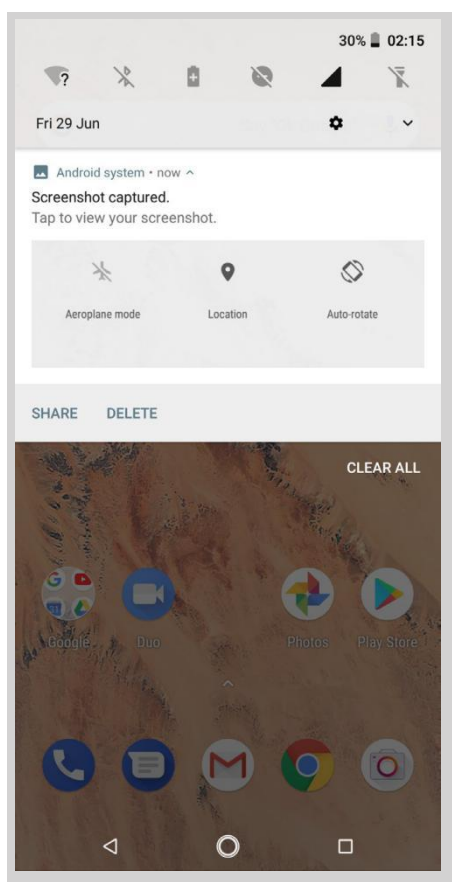 30% 02:15
?
Fri 29 Jun
Android system • now
Screenshot captured.
Tap to view your screenshot.
Aeroplane mode Location Auto-rotate
SHARE DELETE
CLEAR ALL
Google Duo Photos Play Store